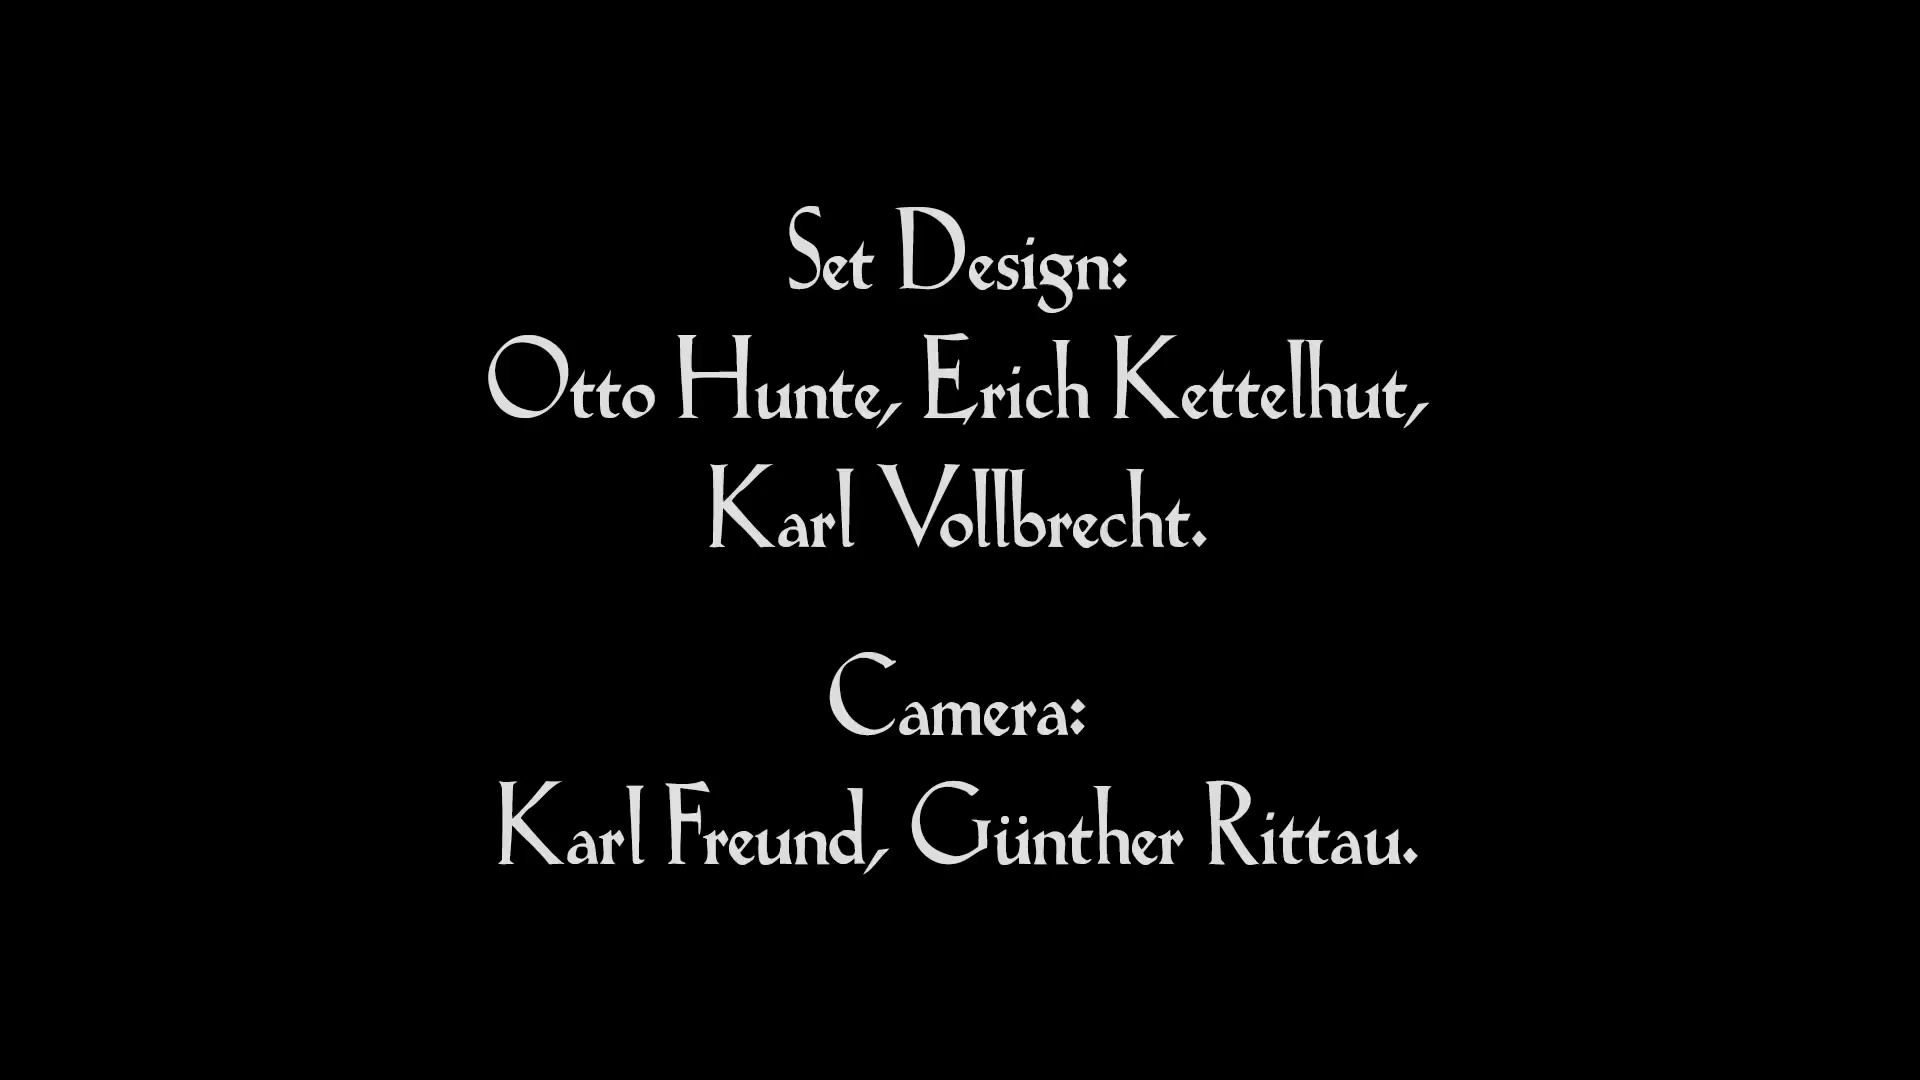 Set Design:
Otto Hunte, Erich Kettelhut,
Karl Vollbrecht.
Camera:
Karl Freund, Günther Rittau.